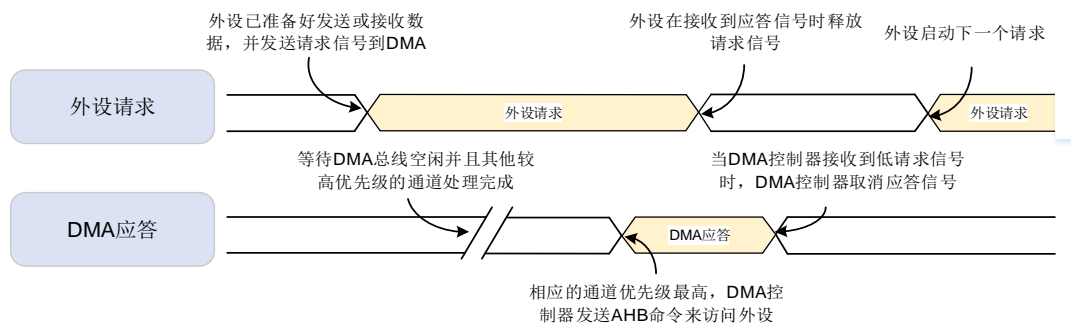 外设已准备好发送或接收数
据，并发送请求信号到DMA
外设在接收到应答信号时释放
请求信号
外设启动下一个请求
外设请求
外设请求
外设请求
等待DMA总线空闲并且其他较
高优先级的通道处理完成
当DMA控制器接收到低请求信号
时，DMA控制器取消应答信号
DMA应答
DMA应答
相应的通道优先级最高，DMA控
制器发送AHB命令来访问外设